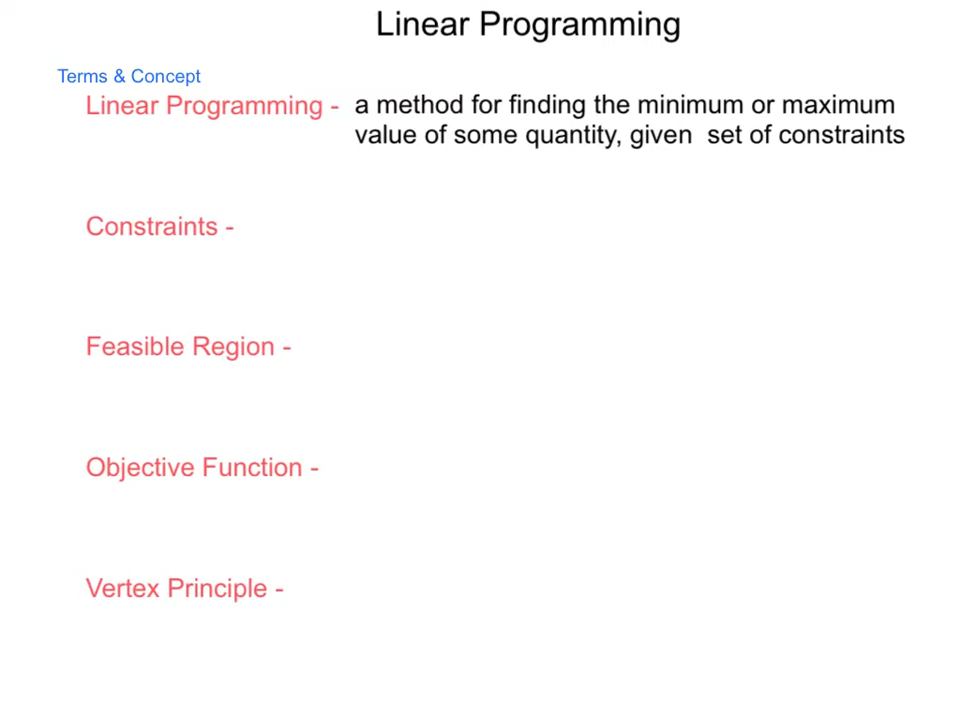 Linear Programming
Terms & Concept
Linear Programming - a method for finding the minimum or maximum
value of some quantity, given  set of constraints
Constraints -
Feasible Region -
Objective Function -
Vertex Principle -